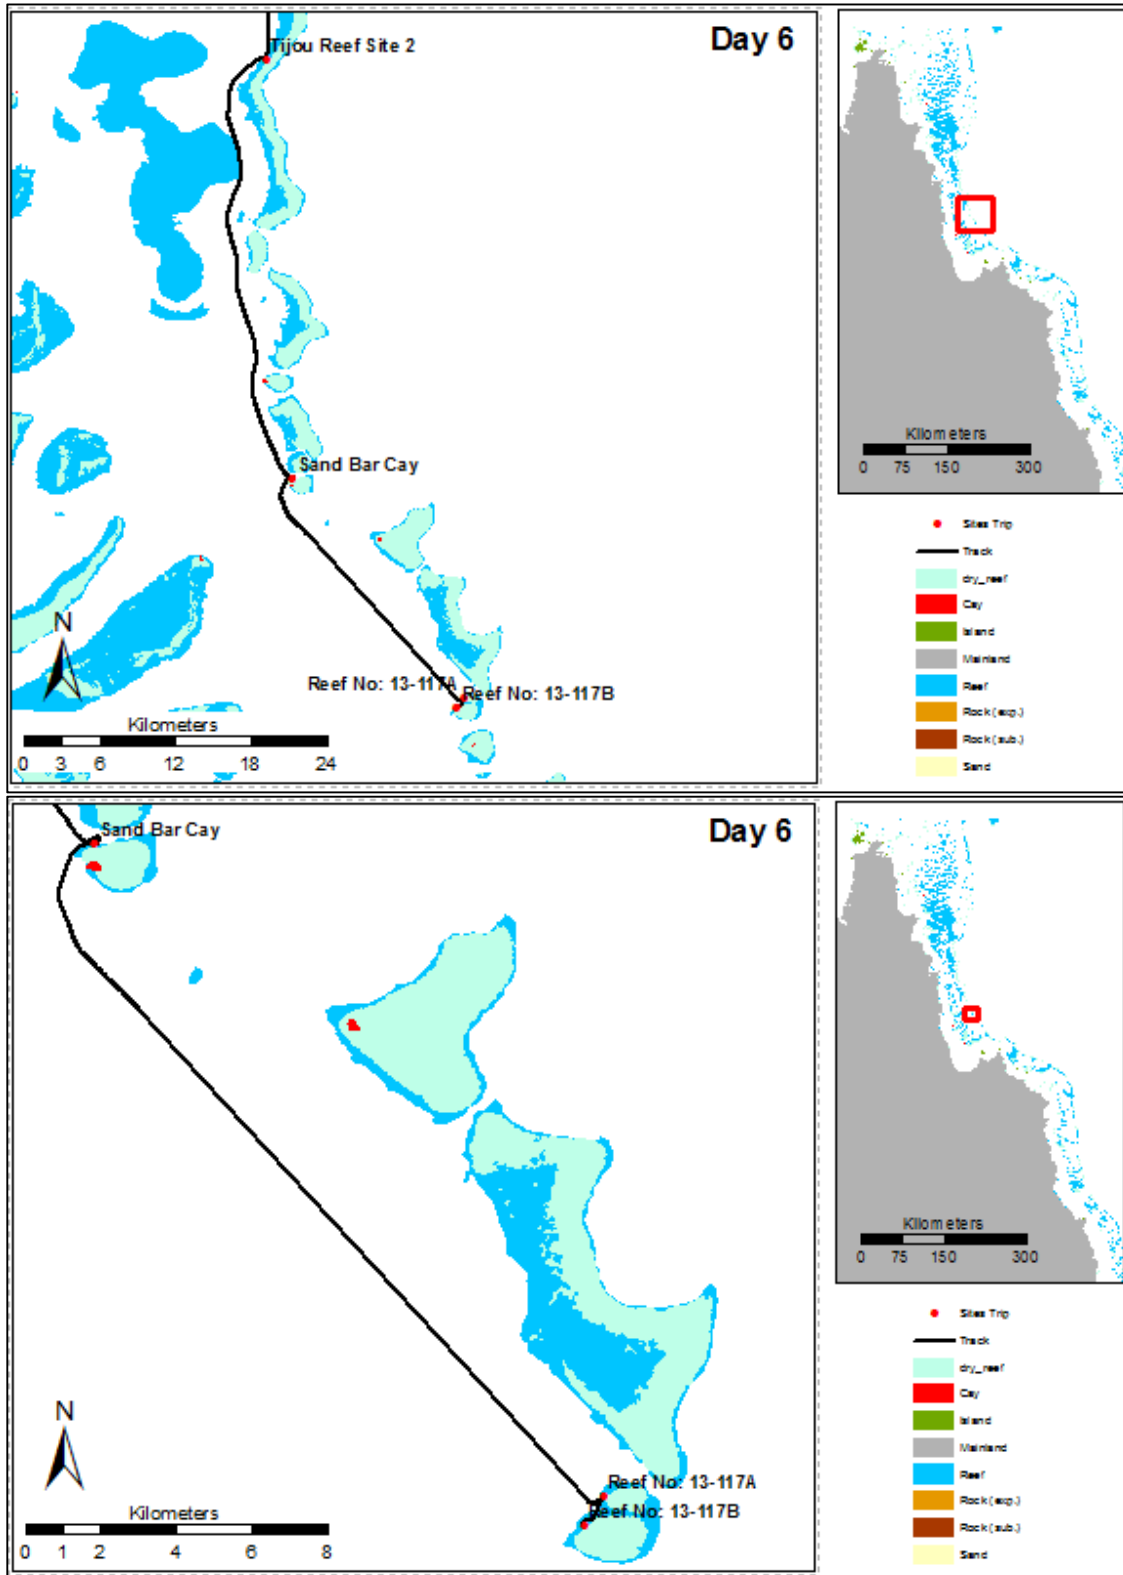 Tijou Reef Site 2
Day 6
Sand Bar Cay
Reef No: 13-117A
Reef No: 13-117B
N
Kilometers
0 3 6 12 18 24
Kilometers
0 75 150 300
Sites Trip
Track
dry_reef
Cay
Island
Mainland
Reef
Rock (exp.)
Rock (sub.)
Sand
Sand Bar Cay
Day 6
Reef No: 13-117A
Reef No: 13-117B
N
Kilometers
0 1 2 4 6 8
Kilometers
0 75 150 300
Sites Trip
Track
dry_reef
Cay
Island
Mainland
Reef
Rock (exp.)
Rock (sub.)
Sand